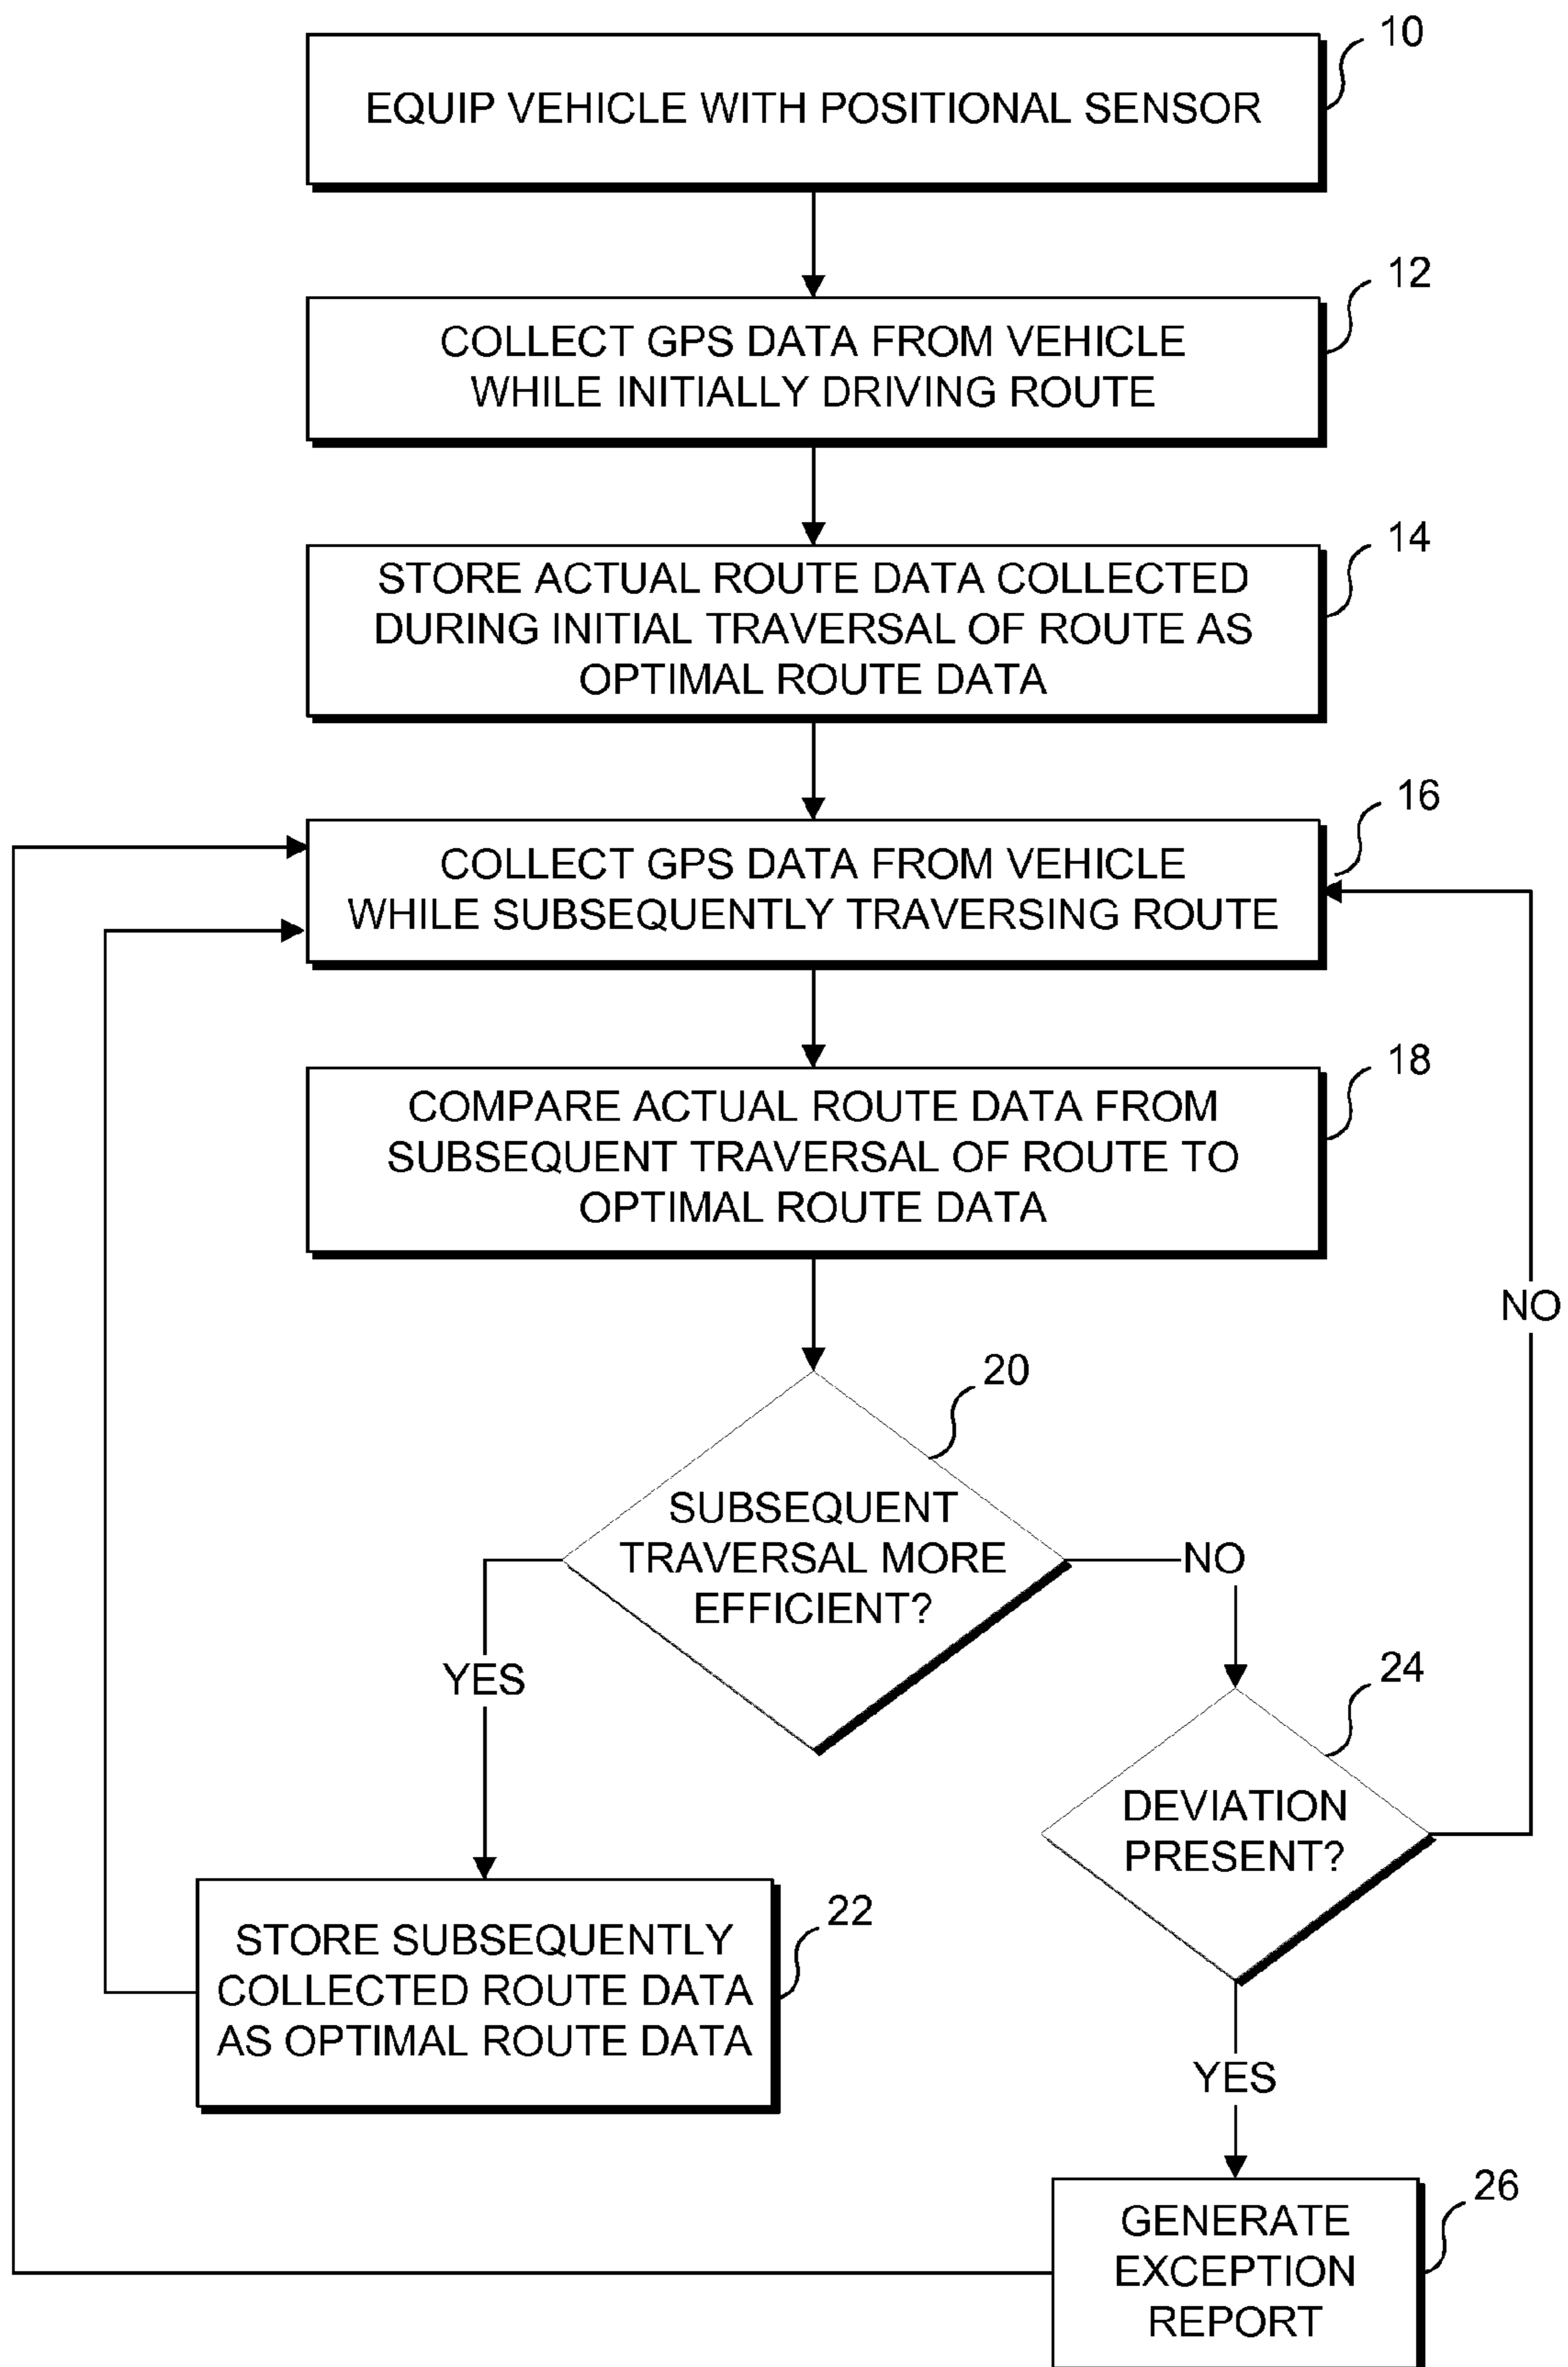 10
EQUIP VEHICLE WITH POSITIONAL SENSOR
12
COLLECT GPS DATA FROM VEHICLE
WHILE INITIALLY DRIVING ROUTE
14
STORE ACTUAL ROUTE DATA COLLECTED
DURING INITIAL TRAVERSAL OF ROUTE AS
OPTIMAL ROUTE DATA
16
COLLECT GPS DATA FROM VEHICLE
WHILE SUBSEQUENTLY TRAVERSING ROUTE
18
COMPARE ACTUAL ROUTE DATA FROM
SUBSEQUENT TRAVERSAL OF ROUTE TO
OPTIMAL ROUTE DATA
NO
20
SUBSEQUENT
TRAVERSAL MORE
EFFICIENT?
NO
YES
24
DEVIATION
PRESENT?
22
STORE SUBSEQUENTLY
COLLECTED ROUTE DATA
AS OPTIMAL ROUTE DATA
YES
26
GENERATE
EXCEPTION
REPORT